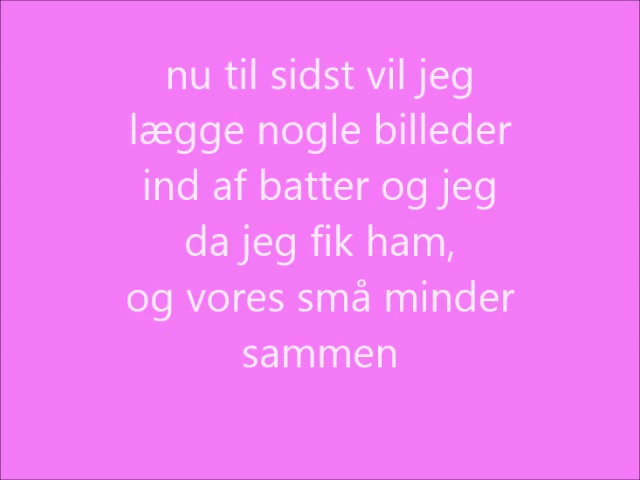 nu til sidst vil jeg
lægge nogle billeder
ind af batter og jeg
da jeg fik ham,
og vores små minder
sammen